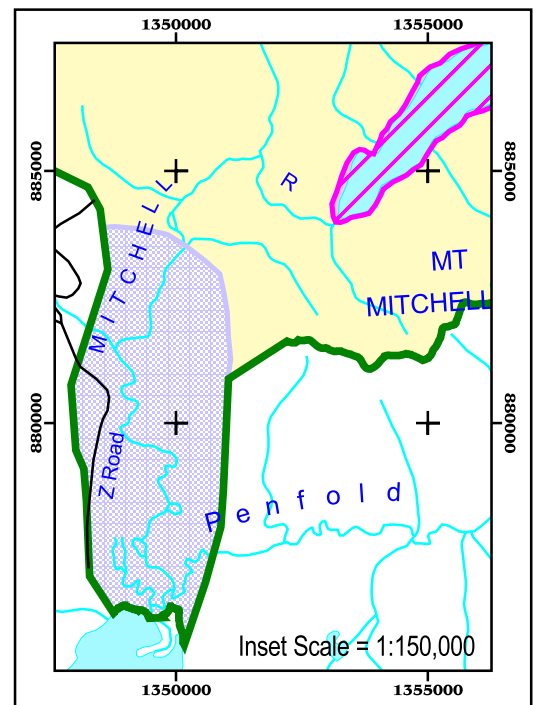 1350000 1355000
885000 885000
MITCHELL R
MT
MITCHELL
880000 880000
Z Road
Penfold
Inset Scale = 1:150,000
1350000 1355000